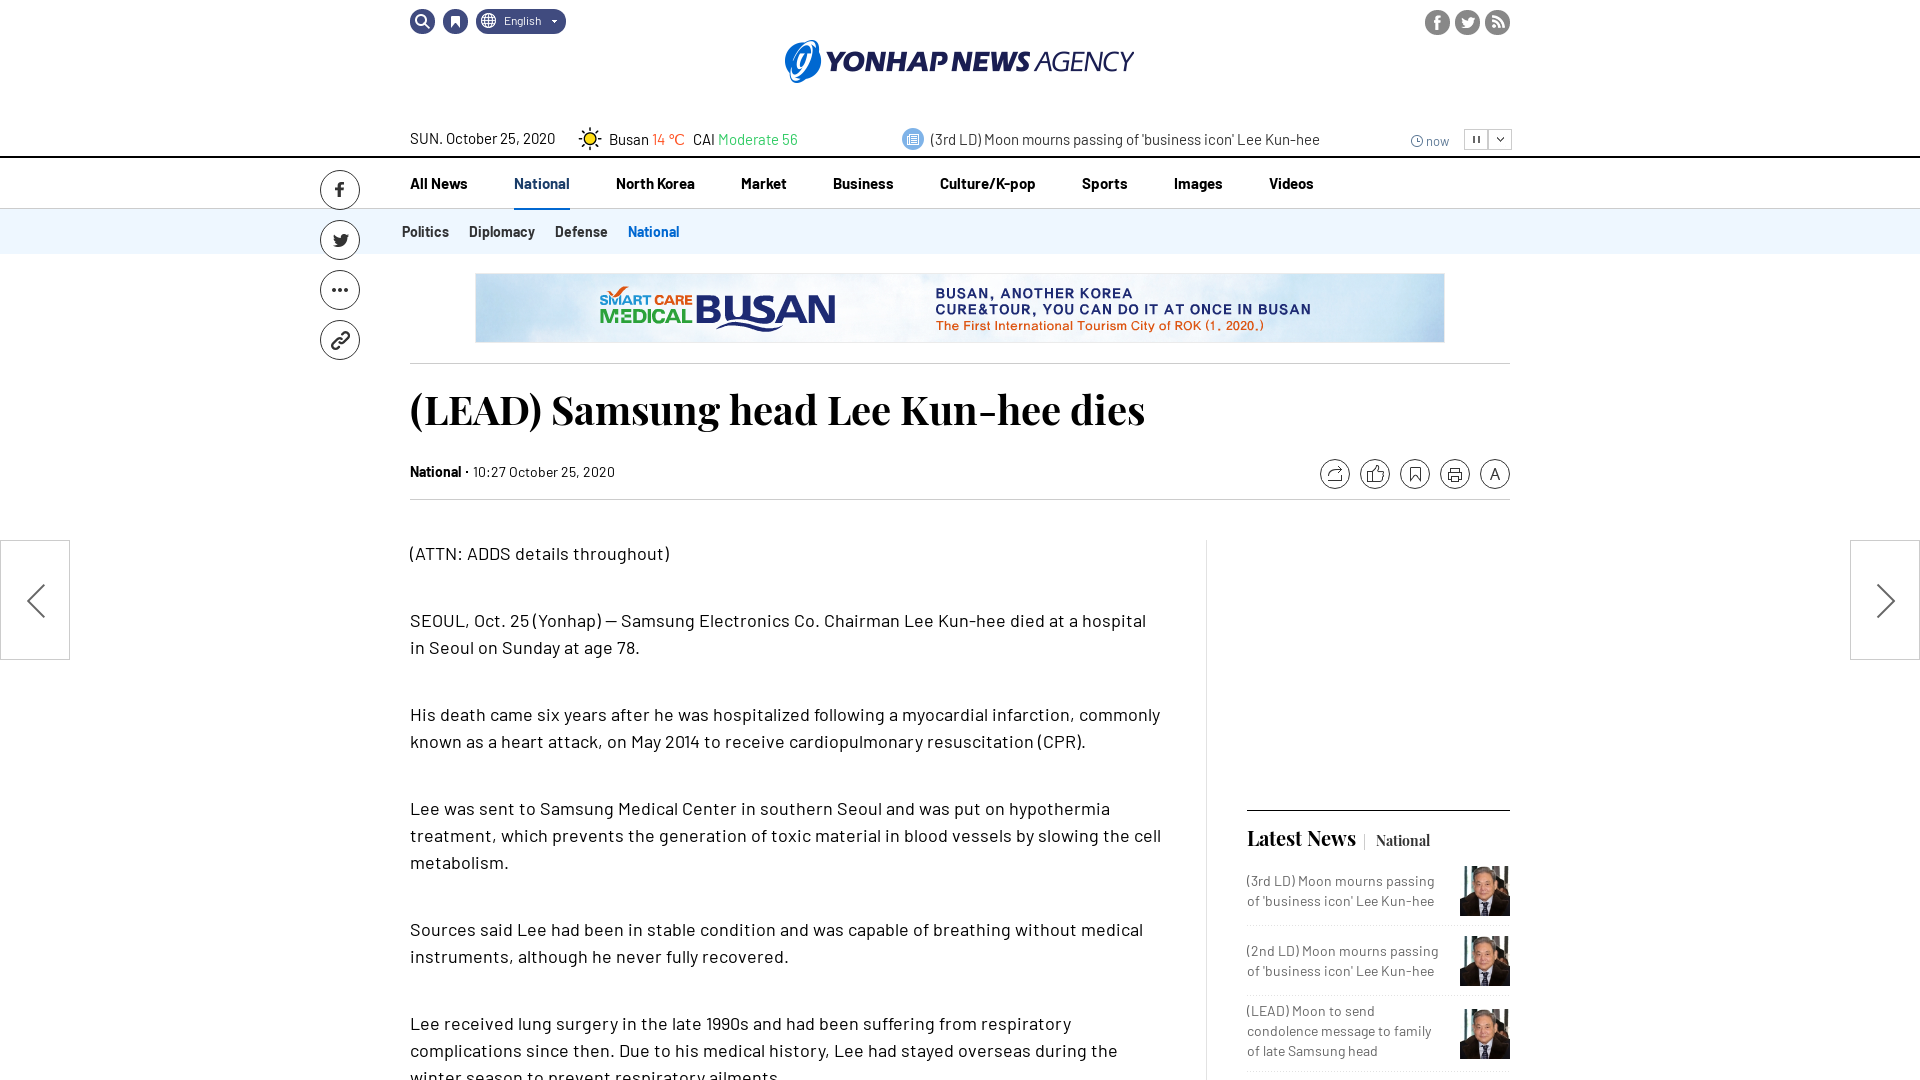 English
YONHAP NEWS AGENCY
SUN. October 25, 2020
Busan 14 ℃ CAI Moderate 56
(3rd LD) Moon mourns passing of 'business icon' Lee Kun-hee
now
All News National North Korea Market Business Culture/K-pop Sports Images Videos
Politics Diplomacy Defense National
SMART CARE
MEDICAL BUSAN
BUSAN, ANOTHER KOREA
CURE&TOUR, YOU CAN DO IT AT ONCE IN BUSAN
The First International Tourism City of ROK (1. 2020.)
(LEAD) Samsung head Lee Kun-hee dies
National · 10:27 October 25, 2020
A
(ATTN: ADDS details throughout)
SEOUL, Oct. 25 (Yonhap) — Samsung Electronics Co. Chairman Lee Kun-hee died at a hospital
in Seoul on Sunday at age 78.
His death came six years after he was hospitalized following a myocardial infarction, commonly
known as a heart attack, on May 2014 to receive cardiopulmonary resuscitation (CPR).
Lee was sent to Samsung Medical Center in southern Seoul and was put on hypothermia
treatment, which prevents the generation of toxic material in blood vessels by slowing the cell
metabolism.
Sources said Lee had been in stable condition and was capable of breathing without medical
instruments, although he never fully recovered.
Lee received lung surgery in the late 1990s and had been suffering from respiratory
complications since then. Due to his medical history, Lee had stayed overseas during the
winter season to prevent respiratory ailments.
Latest News National
(3rd LD) Moon mourns passing
of 'business icon' Lee Kun-hee
(2nd LD) Moon mourns passing
of 'business icon' Lee Kun-hee
(LEAD) Moon to send
condolence message to family
of late Samsung head